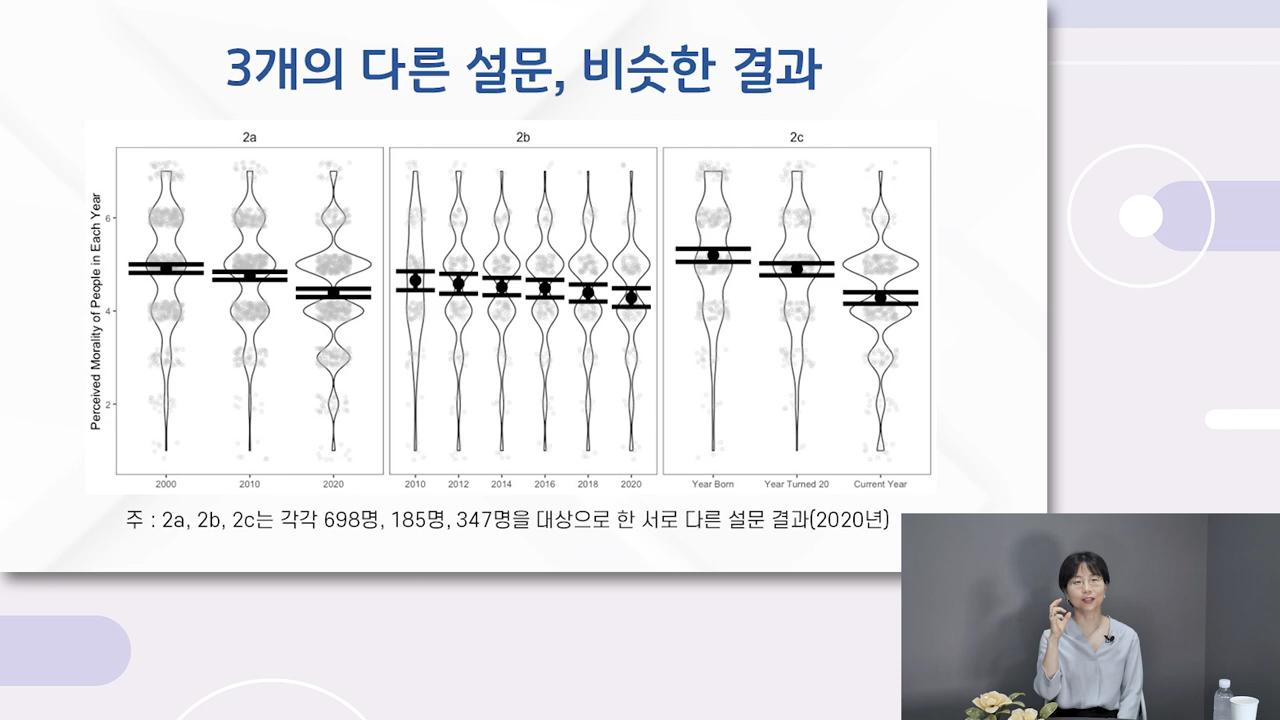 3개의 다른 설문, 비슷한 결과
2a
2b
2c
Perceived Morality of People in Each Year
6
4
2
2000
2010
2020
2010
2012
2014
2016
2018
2020
Year Born
Year Turned 20
Current Year
주 : 2a, 2b, 2c는 각각 698명, 185명, 347명을 대상으로 한 서로 다른 설문 결과(2020년)